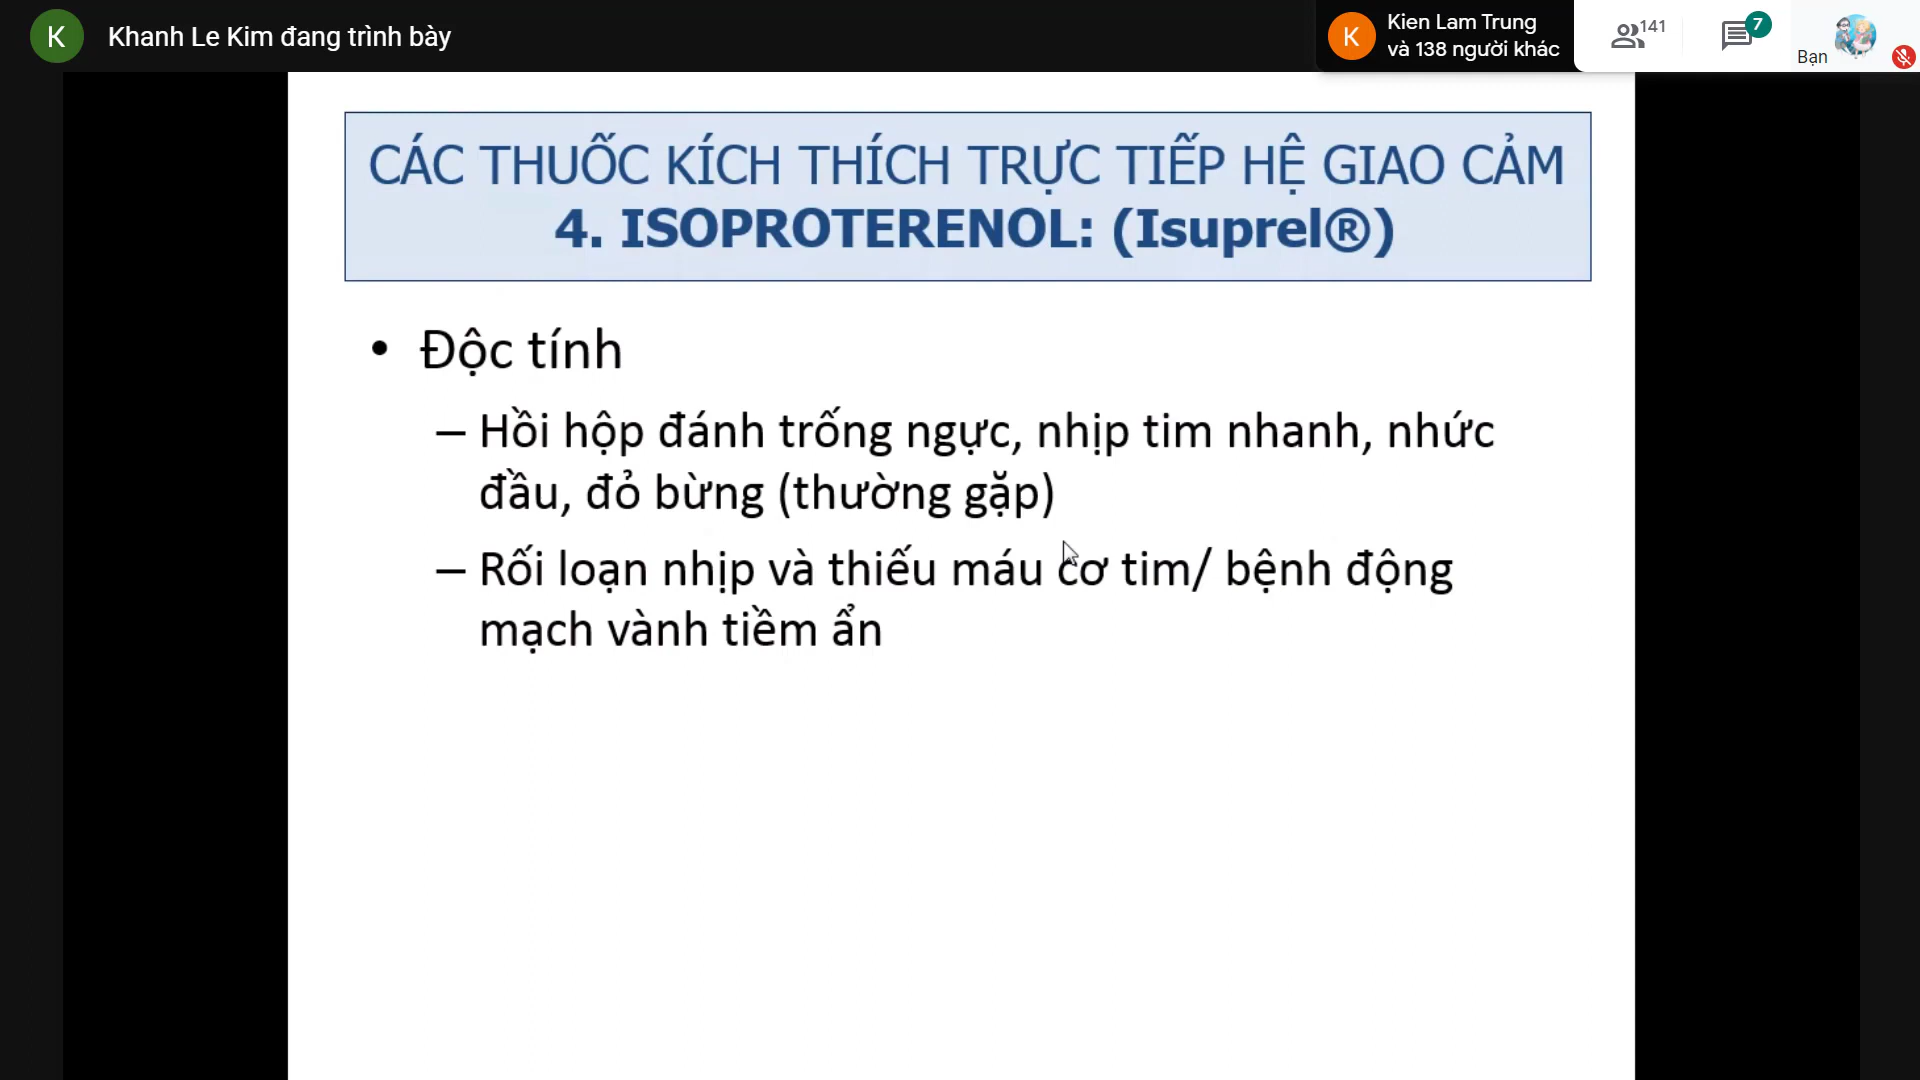 K
Khanh Le Kim đang trình bày
K
Kien Lam Trung
và 138 người khác
141
7
Bạn
CÁC THUỐC KÍCH THÍCH TRỰC TIẾP HỆ GIAO CẢM
4. ISOPROTERENOL: (Isuprel®)
• Độc tính
– Hồi hộp đánh trống ngực, nhịp tim nhanh, nhức
đầu, đỏ bừng (thường gặp)
– Rối loạn nhịp và thiếu máu cơ tim/ bệnh động
mạch vành tiềm ẩn